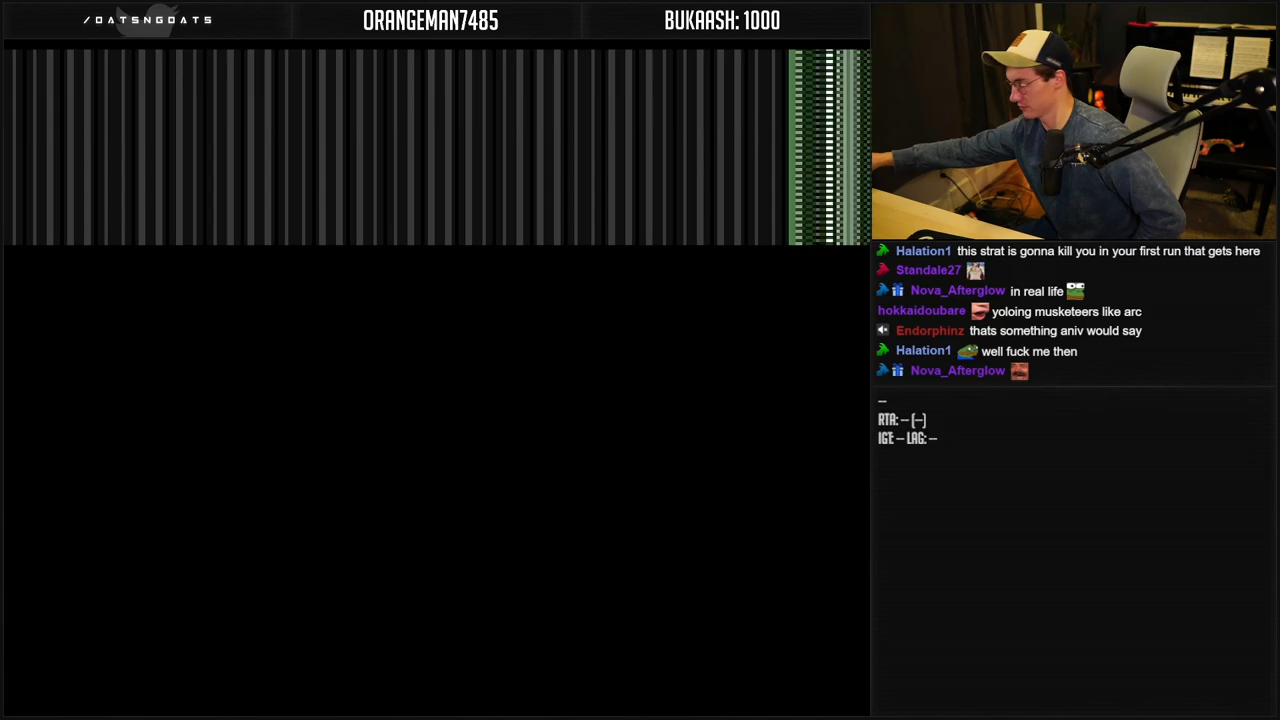 /OATSNGOATS
ORANGEMAN7485
BUKAASH: 1000
Halation1 this strat is gonna kill you in your first run that gets here
Standale27
Nova_Afterglow in real life
hokkaidoubare yoloing musketeers like arc
Endorphinz thats something aniv would say
Halation1 well fuck me then
Nova_Afterglow
—
RTA: — (—)
IGT: — LAG: —